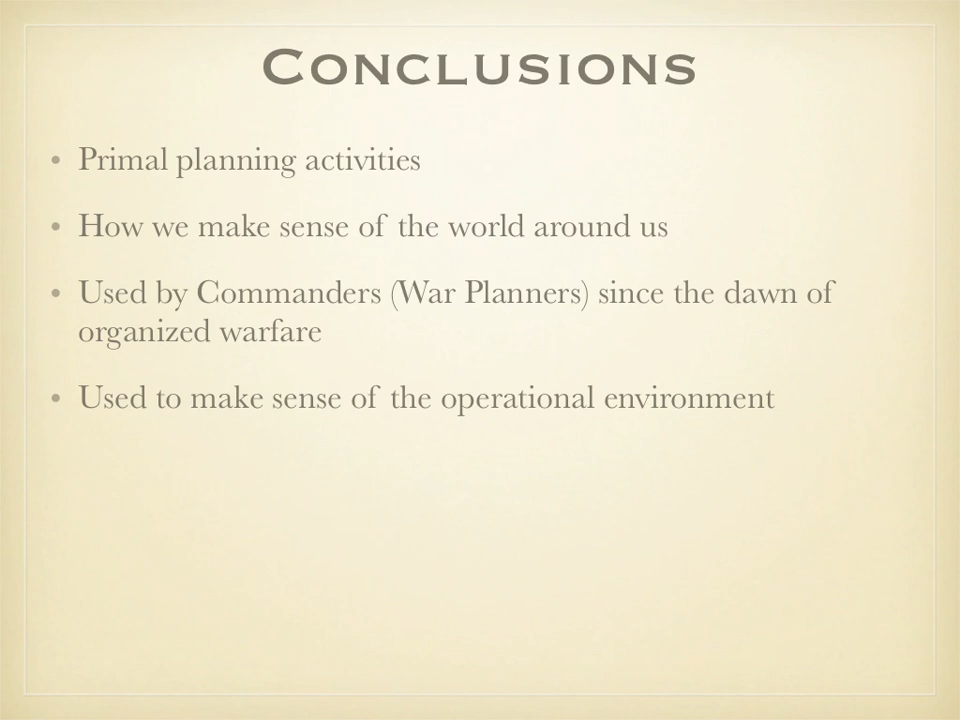 Conclusions
• Primal planning activities
• How we make sense of the world around us
• Used by Commanders (War Planners) since the dawn of
organized warfare
• Used to make sense of the operational environment